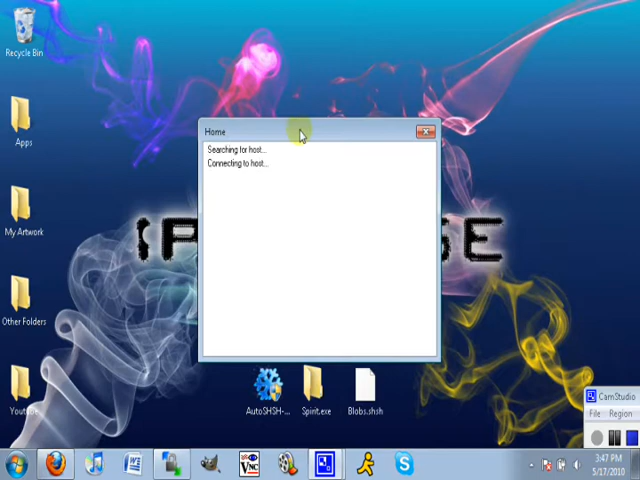 Recycle Bin
Home
Searching for host...
Connecting to host...
Apps
My Artwork
Other Folders
AutoSHSH-...
Spirit.exe
Blobs.shsh
CamStudio
File Region
VNC
3:47 PM
5/17/2010